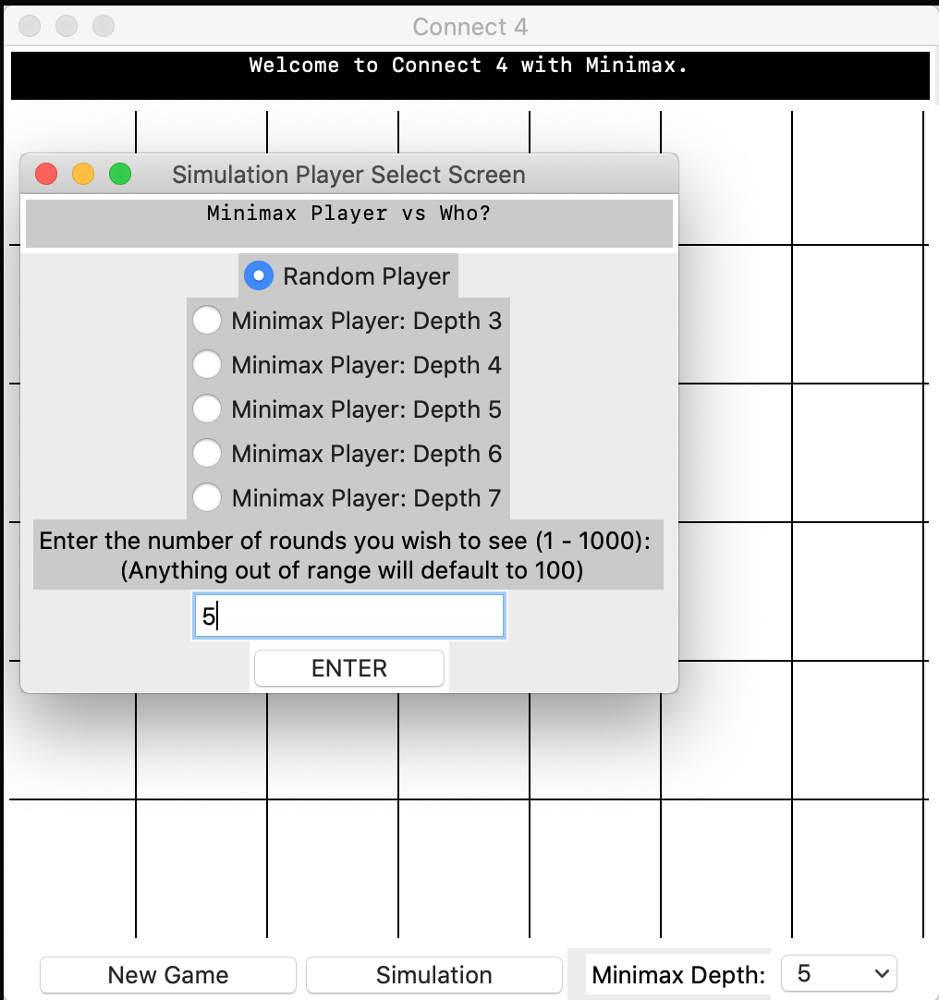 Connect 4
Welcome to Connect 4 with Minimax.
Simulation Player Select Screen
Minimax Player vs Who?
Random Player
Minimax Player: Depth 3
Minimax Player: Depth 4
Minimax Player: Depth 5
Minimax Player: Depth 6
Minimax Player: Depth 7
Enter the number of rounds you wish to see (1 - 1000):
(Anything out of range will default to 100)
5
ENTER
New Game
Simulation
Minimax Depth:
5